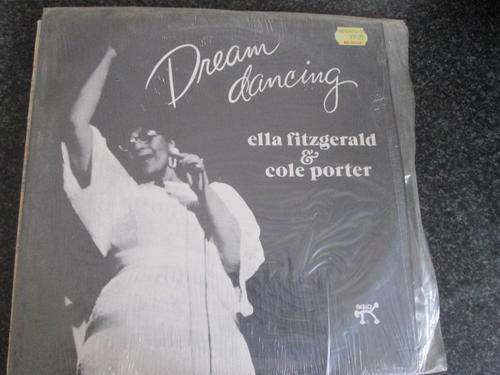 Dream
dancing
ella fitzgerald
&
cole porter